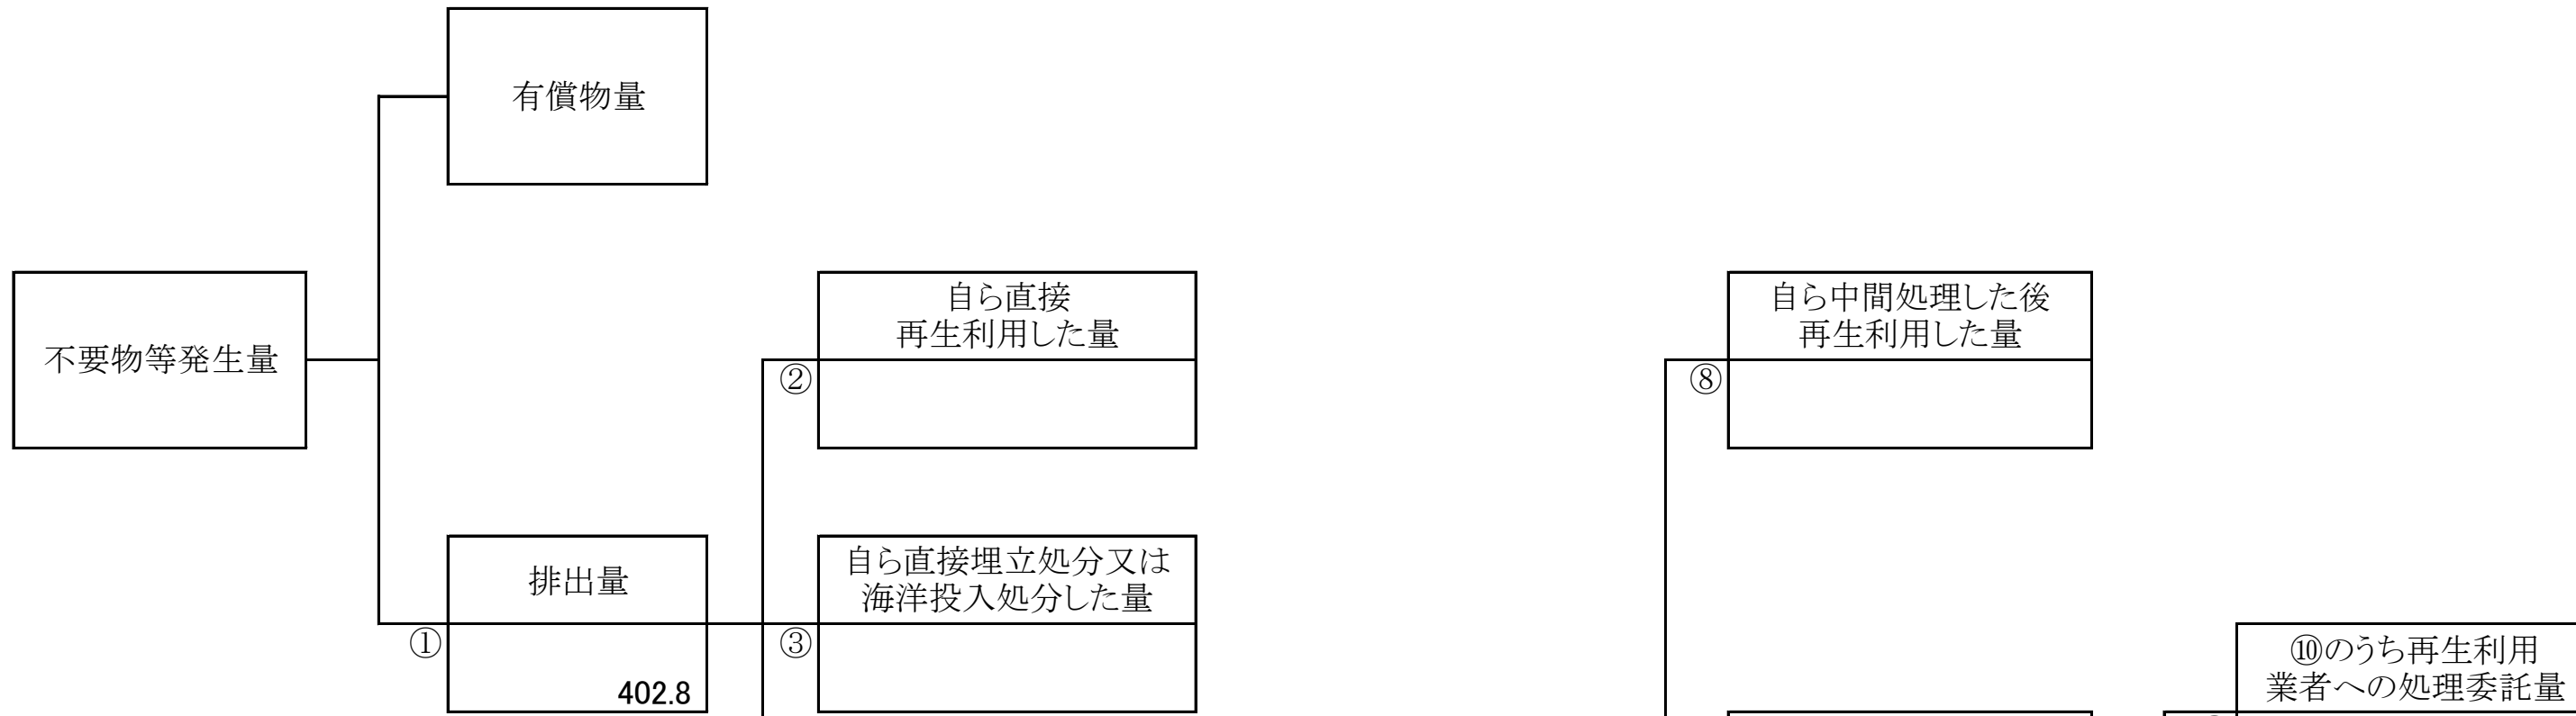 有償物量
不要物等発生量
自ら直接
再生利用した量
②
自ら中間処理した後
再生利用した量
⑧
排出量
①
402.8
自ら直接埋立処分又は
海洋投入処分した量
③
⑩のうち再生利用
業者への処理委託量